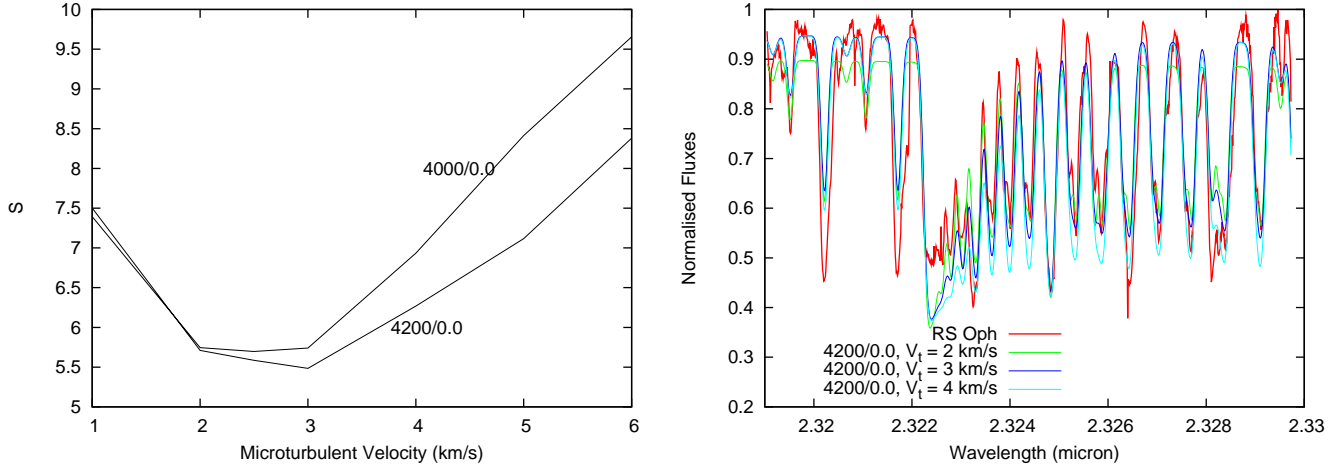 10
9.5
9
8.5
8
7.5
7
6.5
6
5.5
5
S
4000/0.0
4200/0.0
1 2 3 4 5 6
Microturbulent Velocity (km/s)
1
0.9
0.8
0.7
0.6
0.5
0.4
0.3
0.2
Normalised Fluxes
RS Oph
4200/0.0, Vt = 2 km/s
4200/0.0, Vt = 3 km/s
4200/0.0, Vt = 4 km/s
2.32 2.322 2.324 2.326 2.328 2.33
Wavelength (micron)